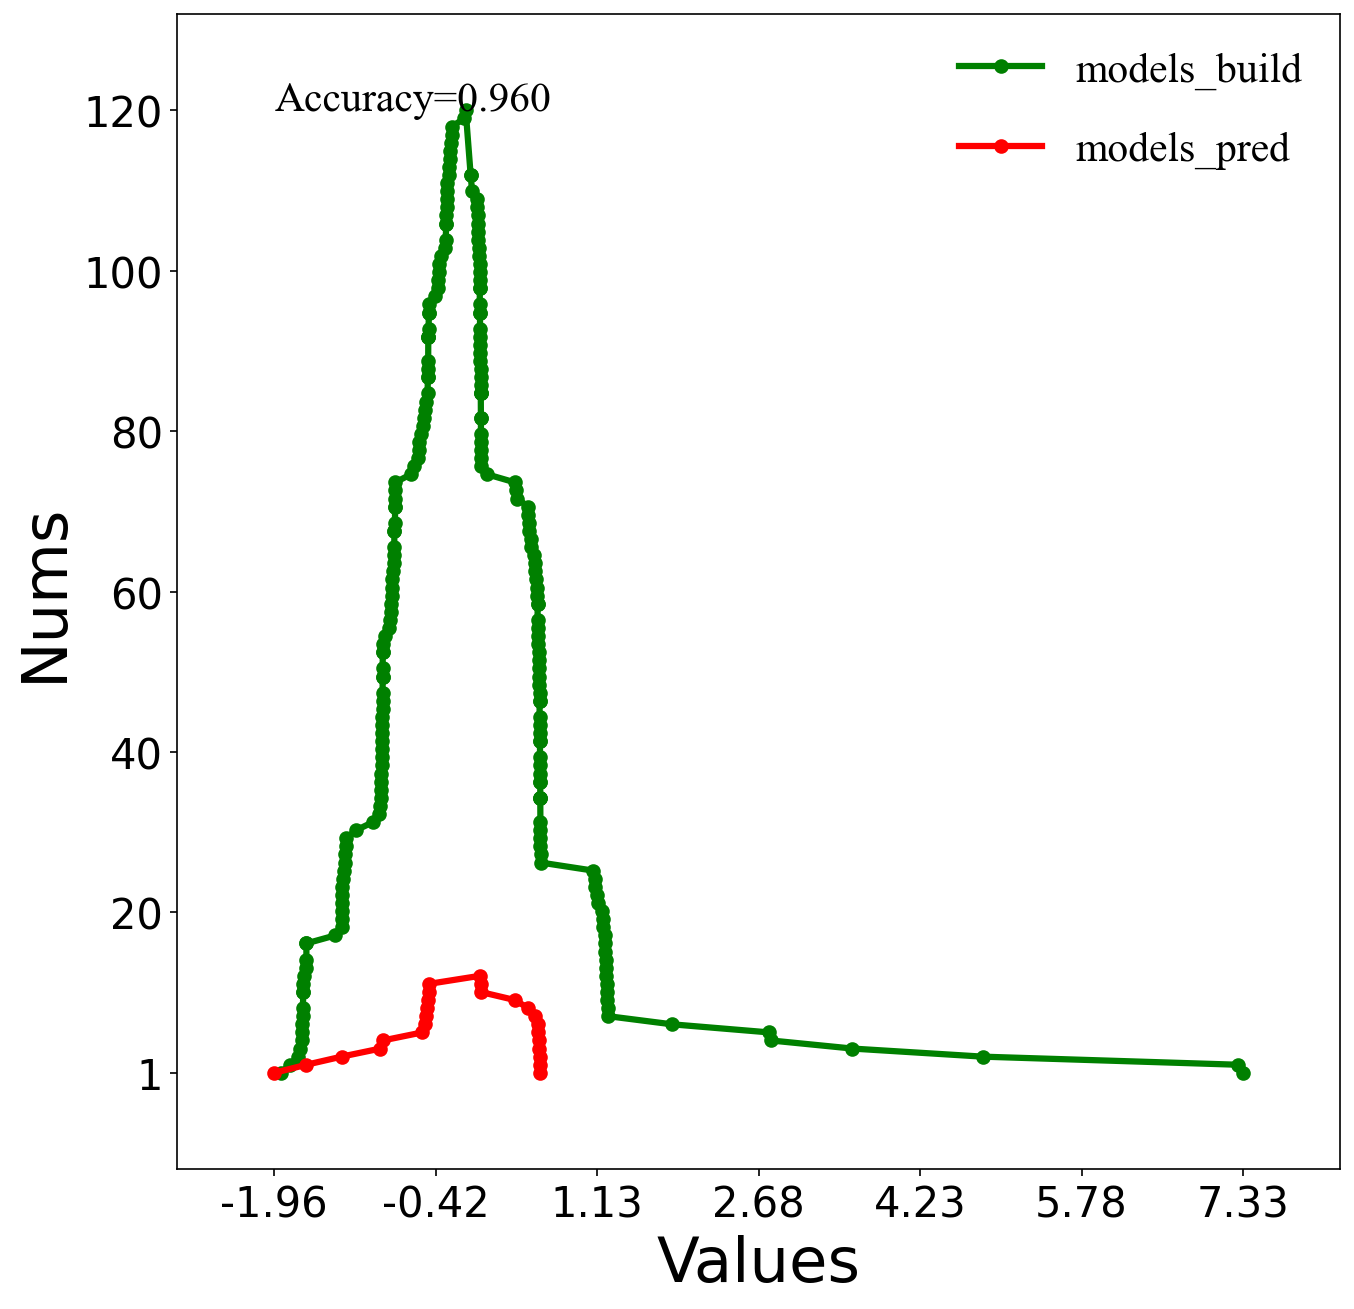 Accuracy=0.960
models_build
models_pred
120
100
80
60
40
20
1
Nums
-1.96 -0.42 1.13 2.68 4.23 5.78 7.33
Values